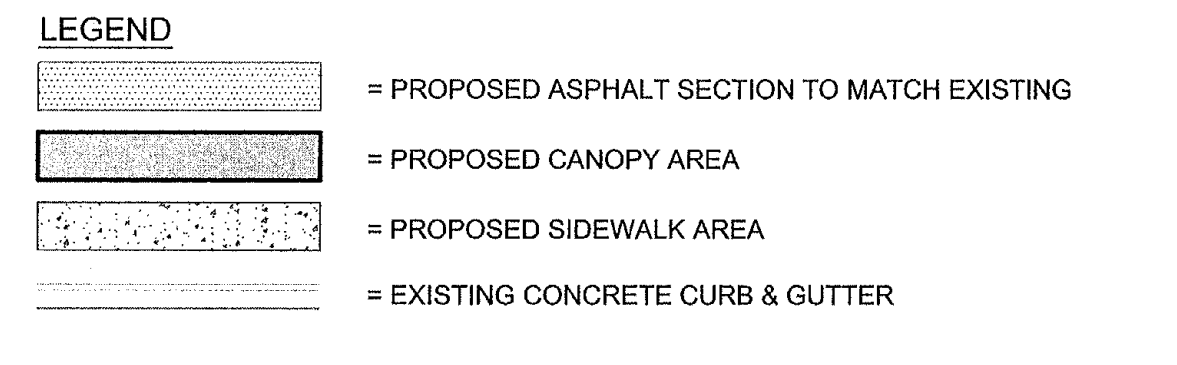 LEGEND
= PROPOSED ASPHALT SECTION TO MATCH EXISTING
= PROPOSED CANOPY AREA
= PROPOSED SIDEWALK AREA
= EXISTING CONCRETE CURB & GUTTER